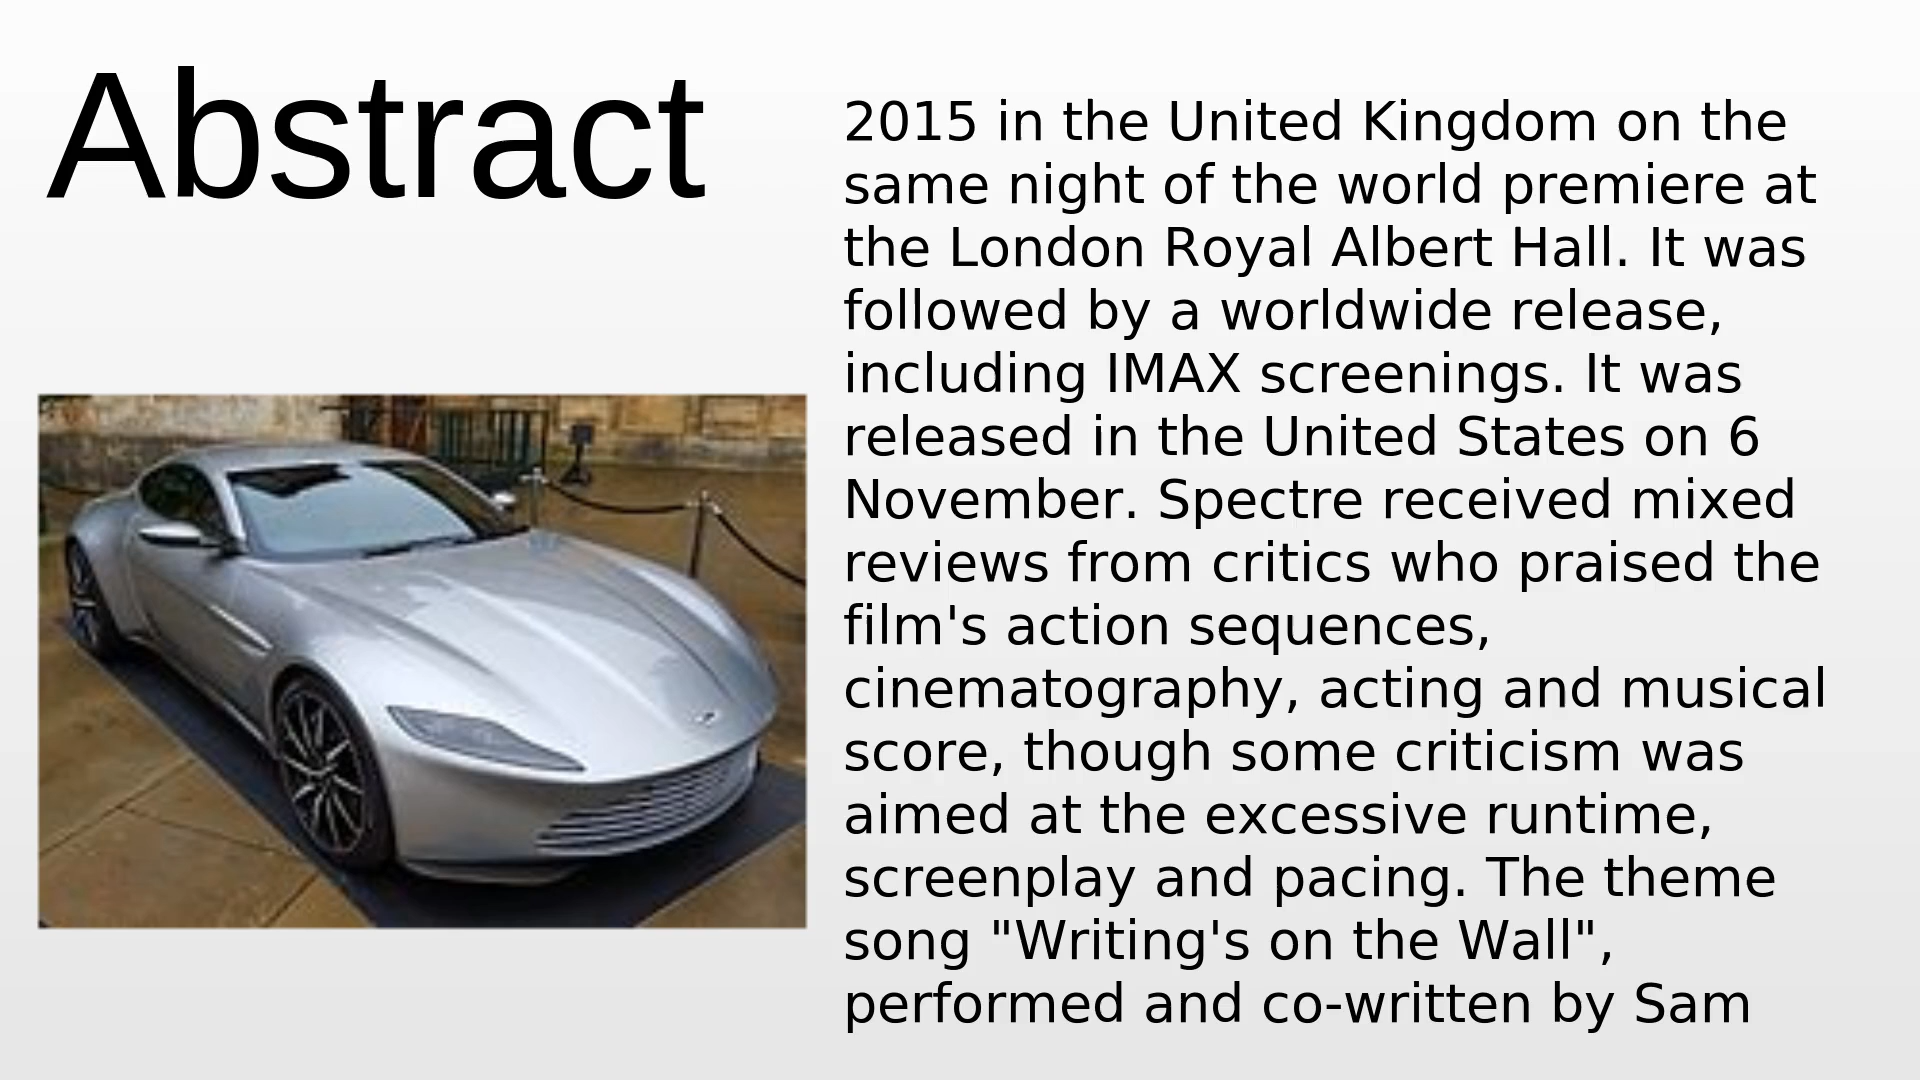 Abstract
2015 in the United Kingdom on the
same night of the world premiere at
the London Royal Albert Hall. It was
followed by a worldwide release,
including IMAX screenings. It was
released in the United States on 6
November. Spectre received mixed
reviews from critics who praised the
film's action sequences,
cinematography, acting and musical
score, though some criticism was
aimed at the excessive runtime,
screenplay and pacing. The theme
song "Writing's on the Wall",
performed and co-written by Sam